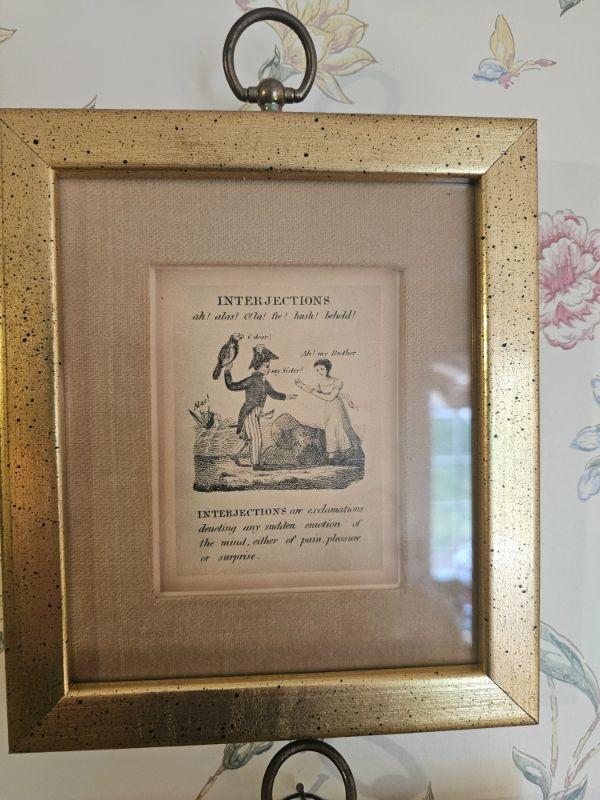 INTERJECTIONS
ah! alas! O la! fie! hush! behold!
O dear!
Ah! my Brother
my Sister!
Alas!
INTERJECTIONS are exclamations
denoting any sudden emotion of
the mind, either of pain, pleasure
or surprise.